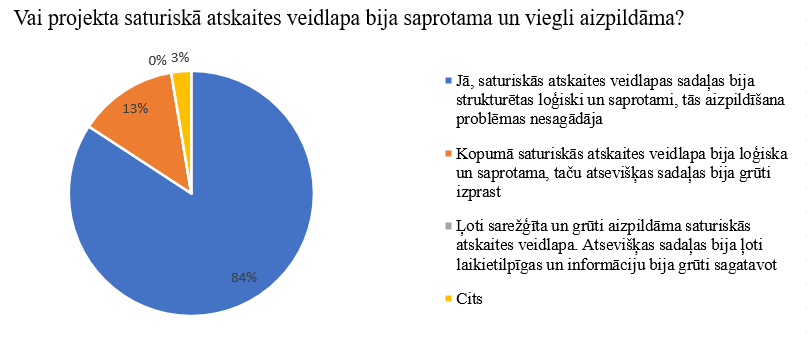 Vai projekta saturiskā atskaites veidlapa bija saprotama un viegli aizpildāma?
0% 3%
13%
84%
Jā, saturiskās atskaites veidlapas sadaļas bija
strukturētas loģiski un saprotami, tās aizpildīšana
problēmas nesagādāja
Kopumā saturiskās atskaites veidlapa bija loģiska
un saprotama, taču atsevišķas sadaļas bija grūti
izprast
Ļoti sarežģīta un grūti aizpildāma saturiskās
atskaites veidlapa. Atsevišķas sadaļas bija ļoti
laikietilpīgas un informāciju bija grūti sagatavot
Cits